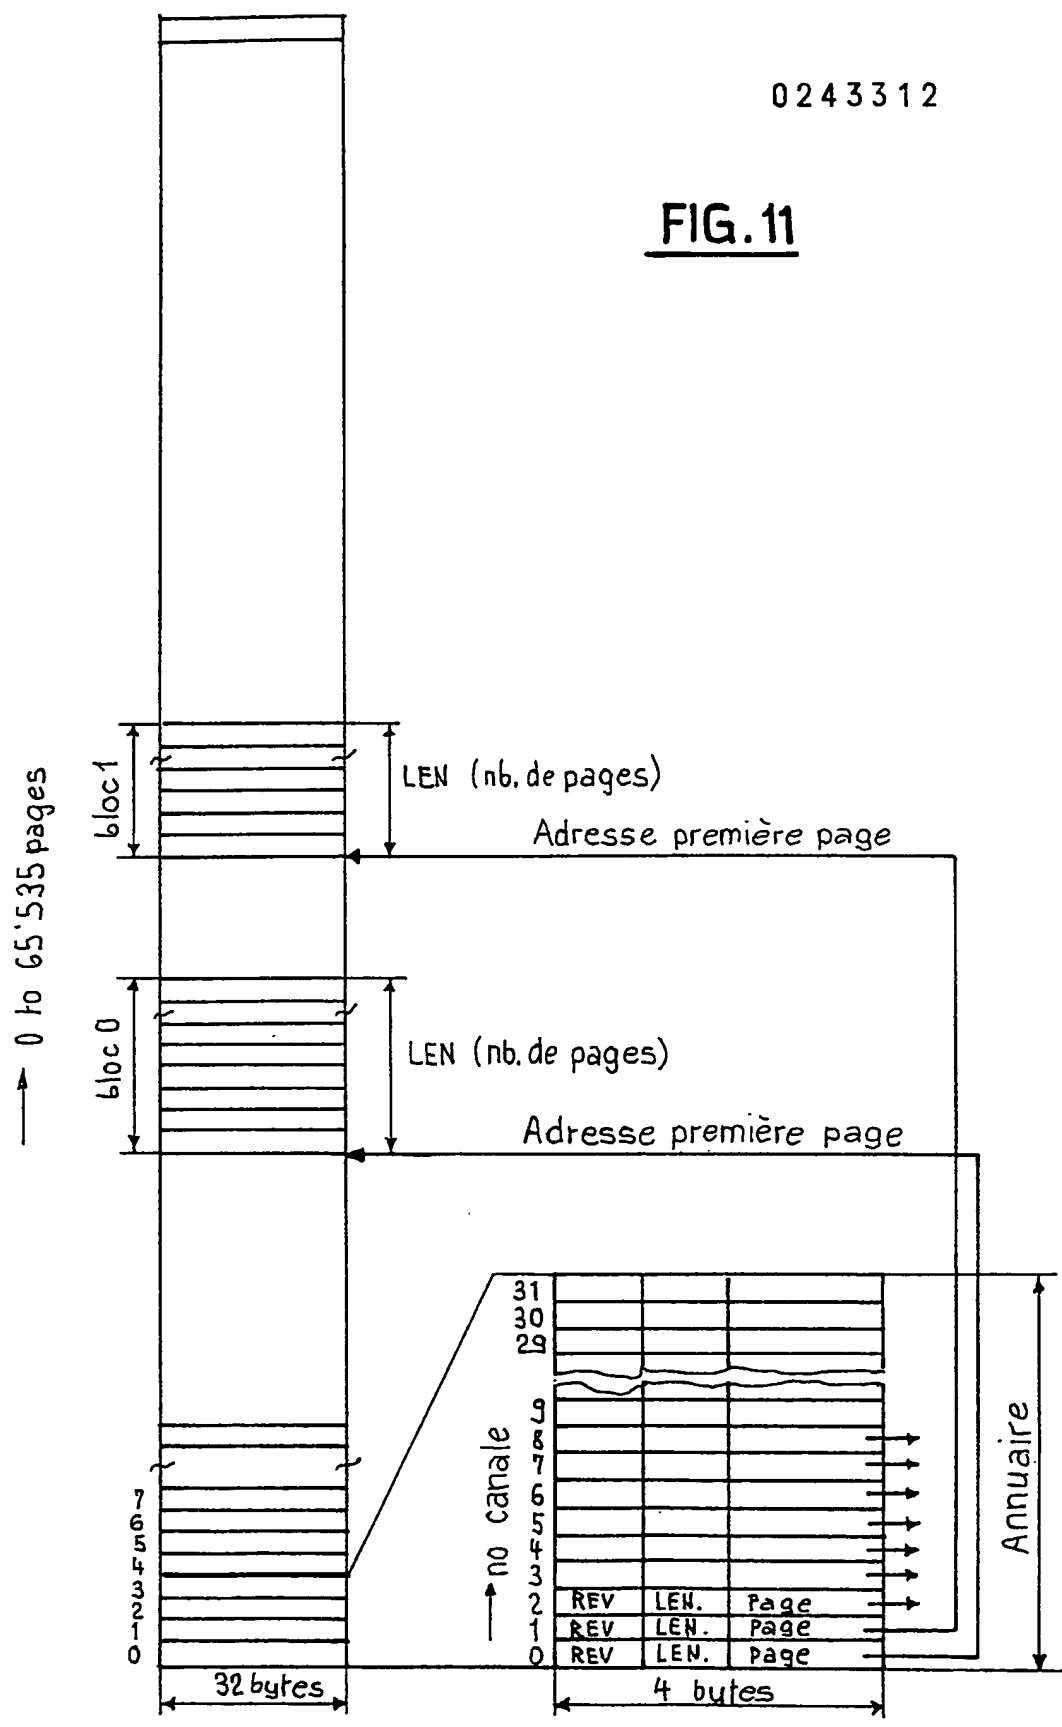 0243312
FIG. 11
0 to 65'535 pages
bloc 1
LEN (nb. de pages)
Adresse première page
bloc 0
LEN (nb. de pages)
Adresse première page
7
6
5
4
3
2
1
0
32 bytes
no canale
31
30
29
9
8
7
6
5
4
3
2 REV LEN. Page
1 REV LEN. Page
0 REV LEN. Page
4 bytes
Annuaire